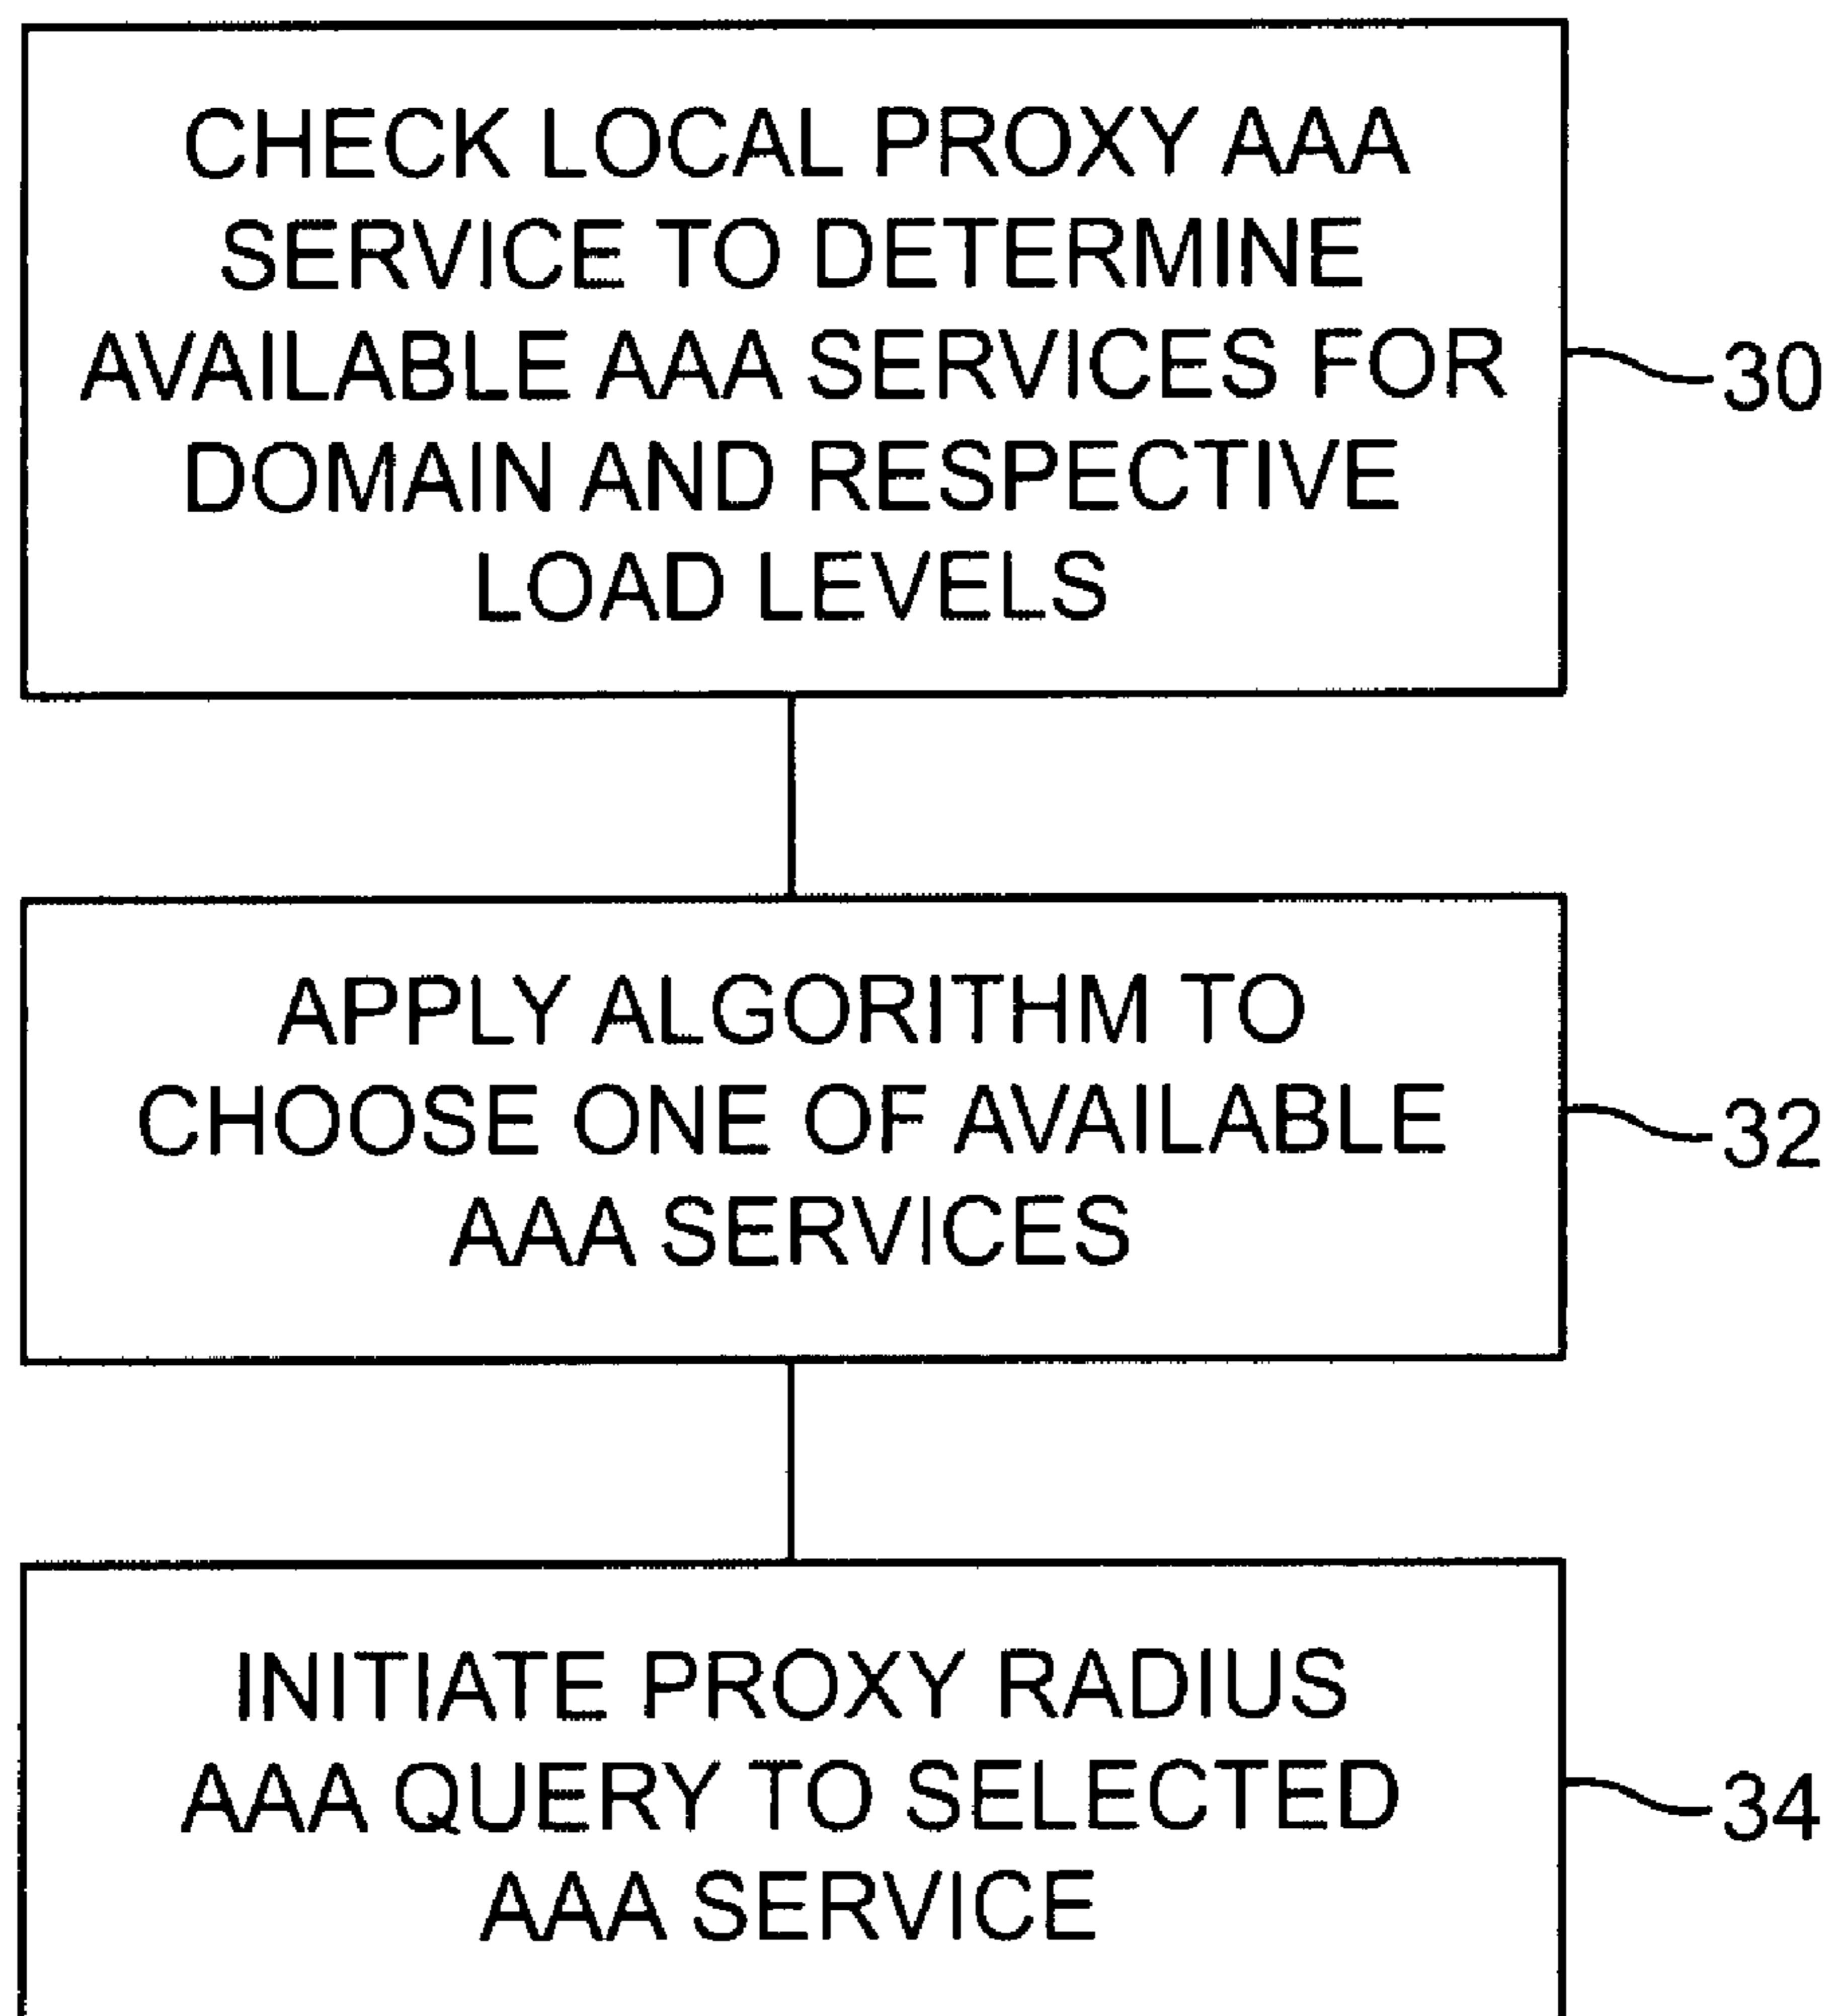 CHECK LOCAL PROXY AAA
SERVICE TO DETERMINE
AVAILABLE AAA SERVICES FOR
DOMAIN AND RESPECTIVE
LOAD LEVELS
30
APPLY ALGORITHM TO
CHOOSE ONE OF AVAILABLE
AAA SERVICES
32
INITIATE PROXY RADIUS
AAA QUERY TO SELECTED
AAA SERVICE
34